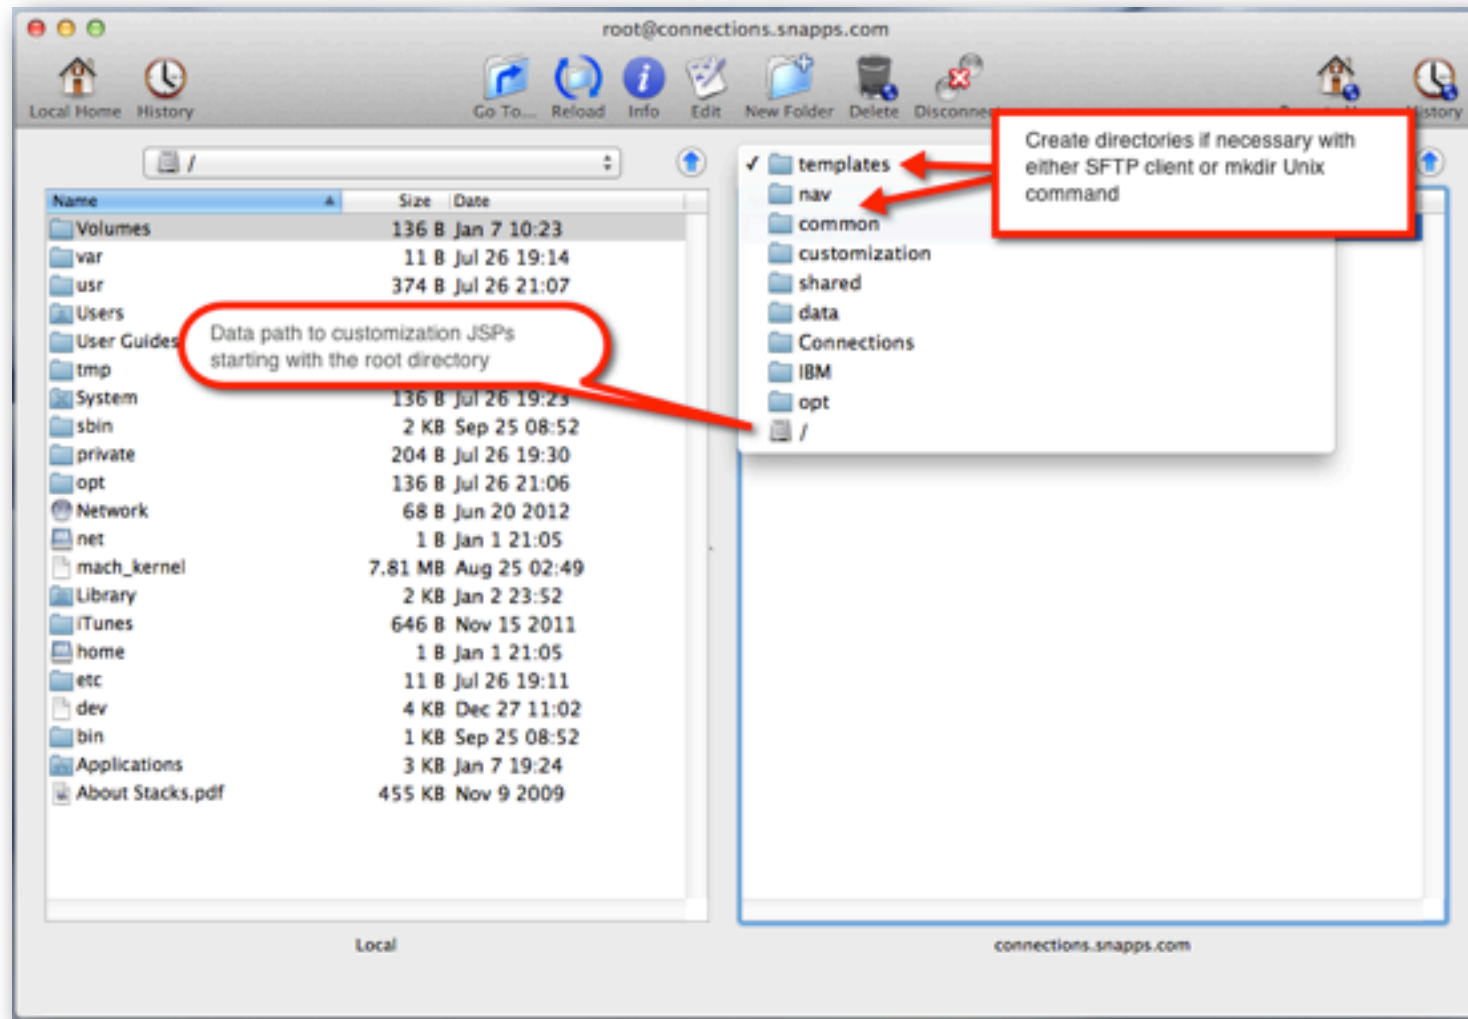 root@connections.snapps.com
Local Home History Go To... Reload Info Edit New Folder Delete Disconnect History
/
Name Size Date
Volumes 136 B Jan 7 10:23
var 11 B Jul 26 19:14
usr 374 B Jul 26 21:07
Users
User Guides
tmp
System 136 B Jul 26 19:23
sbin 2 KB Sep 25 08:52
private 204 B Jul 26 19:30
opt 136 B Jul 26 21:06
Network 68 B Jun 20 2012
net 1 B Jan 1 21:05
mach_kernel 7.81 MB Aug 25 02:49
Library 2 KB Jan 2 23:52
iTunes 646 B Nov 15 2011
home 1 B Jan 1 21:05
etc 11 B Jul 26 19:11
dev 4 KB Dec 27 11:02
bin 1 KB Sep 25 08:52
Applications 3 KB Jan 7 19:24
About Stacks.pdf 455 KB Nov 9 2009
Local
Data path to customization JSPs
starting with the root directory
✓ templates
nav
common
customization
shared
data
Connections
IBM
opt
/
Create directories if necessary with
either SFTP client or mkdir Unix
command
connections.snapps.com